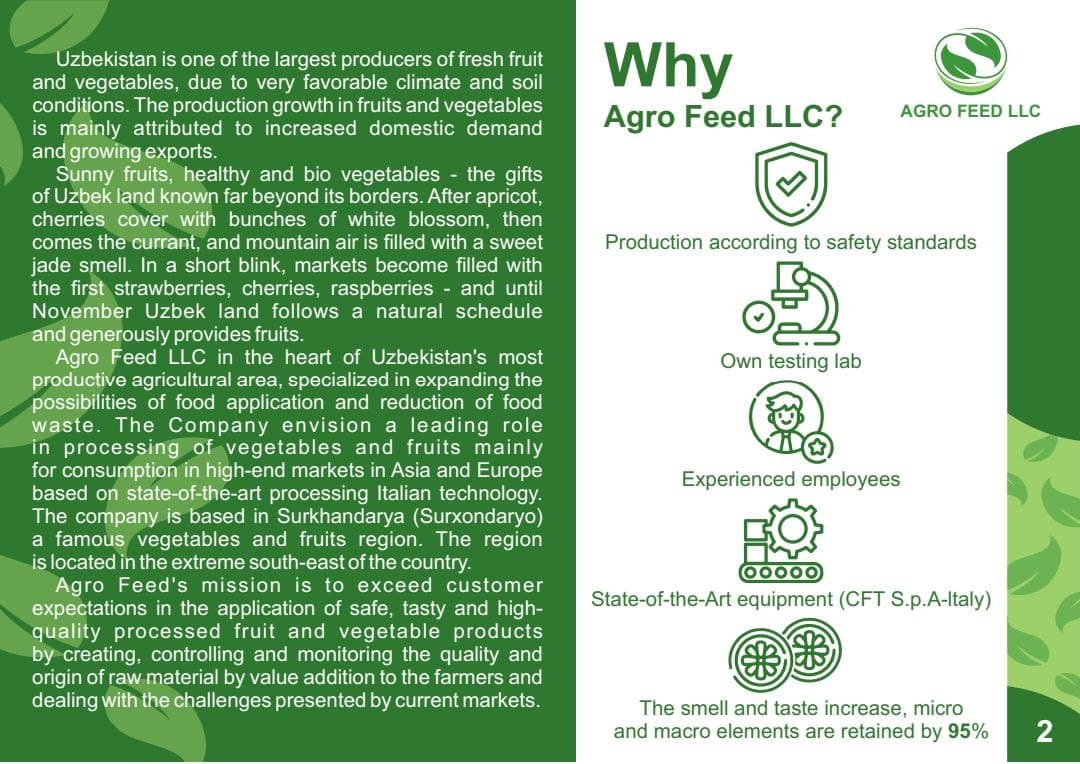 Uzbekistan is one of the largest producers of fresh fruit
and vegetables, due to very favorable climate and soil
conditions. The production growth in fruits and vegetables
is mainly attributed to increased domestic demand
and growing exports.
Sunny fruits, healthy and bio vegetables - the gifts
of Uzbek land known far beyond its borders. After apricot,
cherries cover with bunches of white blossom, then
comes the currant, and mountain air is filled with a sweet
jade smell. In a short blink, markets become filled with
the first strawberries, cherries, raspberries - and until
November Uzbek land follows a natural schedule
and generously provides fruits.
Agro Feed LLC in the heart of Uzbekistan's most
productive agricultural area, specialized in expanding the
possibilities of food application and reduction of food
waste. The Company envision a leading role
in processing of vegetables and fruits mainly
for consumption in high-end markets in Asia and Europe
based on state-of-the-art processing Italian technology.
The company is based in Surkhandarya (Surxondaryo)
a famous vegetables and fruits region. The region
is located in the extreme south-east of the country.
Agro Feed's mission is to exceed customer
expectations in the application of safe, tasty and high-
quality processed fruit and vegetable products
by creating, controlling and monitoring the quality and
origin of raw material by value addition to the farmers and
dealing with the challenges presented by current markets.
Why
Agro Feed LLC?
AGRO FEED LLC
Production according to safety standards
Own testing lab
Experienced employees
State-of-the-Art equipment (CFT S.p.A-Italy)
The smell and taste increase, micro
and macro elements are retained by 95%
2